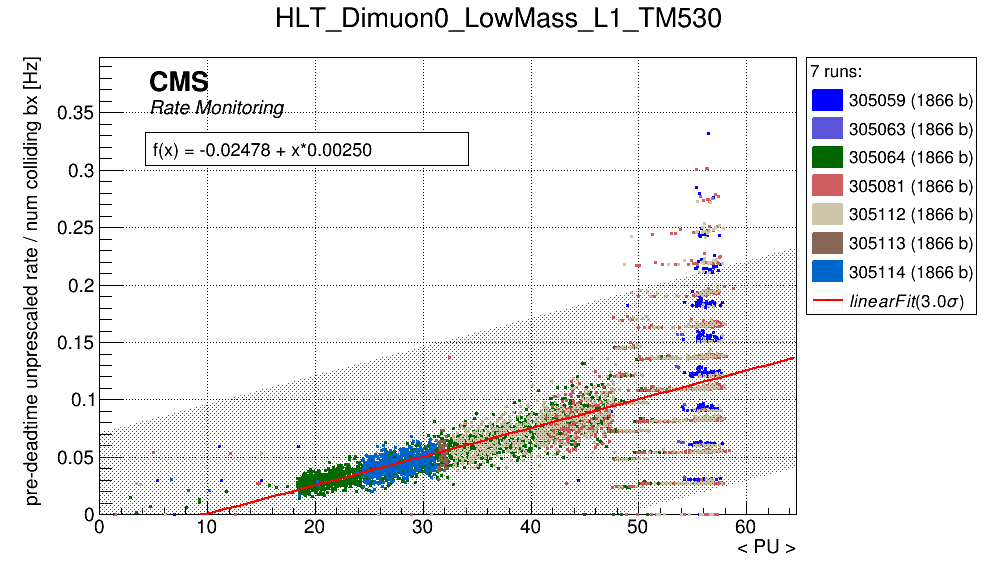 HLT_Dimuon0_LowMass_L1_TM530
pre-deadtime unprescaled rate / num colliding bx [Hz]
CMS
Rate Monitoring
f(x) = -0.02478 + x*0.00250
0.35
0.3
0.25
0.2
0.15
0.1
0.05
0
0 10 20 30 40 50 60
< PU >
7 runs:
305059 (1866 b)
305063 (1866 b)
305064 (1866 b)
305081 (1866 b)
305112 (1866 b)
305113 (1866 b)
305114 (1866 b)
linearFit(3.0σ)